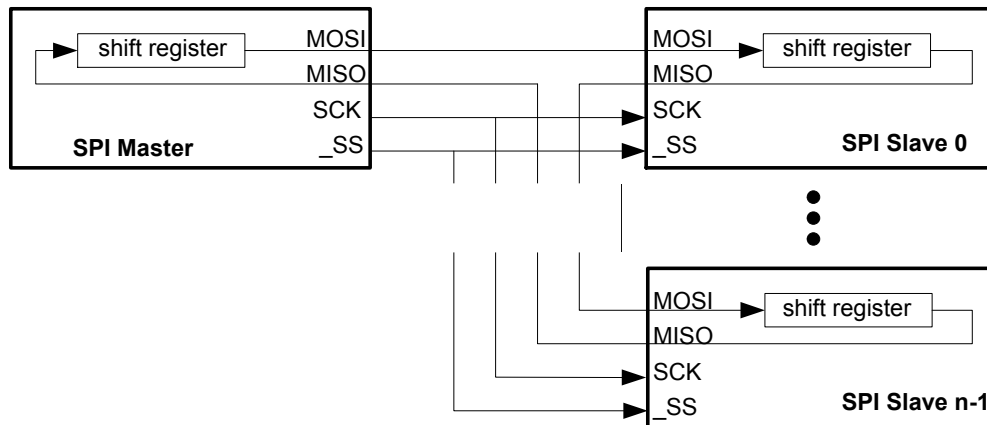 shift register
MOSI
MISO
SCK
_SS
SPI Master
MOSI
shift register
MISO
SCK
_SS
SPI Slave 0
MOSI
shift register
MISO
SCK
_SS
SPI Slave n-1